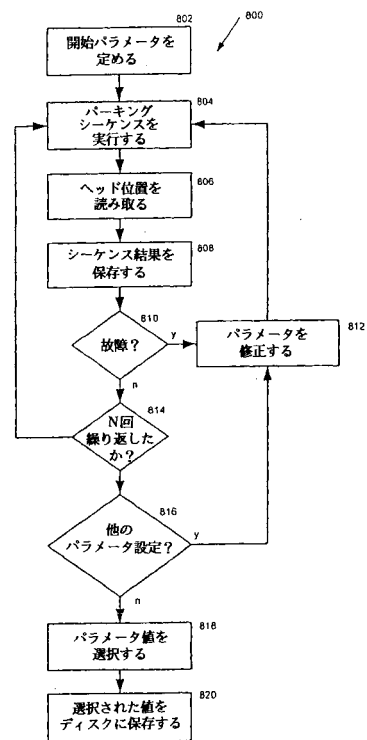 800
802
開始パラメータを
定める
804
パーキング
シーケンスを
実行する
806
ヘッド位置を
読み取る
808
シーケンス結果を
保存する
810
故障?
y
812
パラメータを
修正する
n
814
N回
繰り返した
か?
816
他の
パラメータ設定?
y
n
818
パラメータ値を
選択する
820
選択された値を
ディスクに保存する